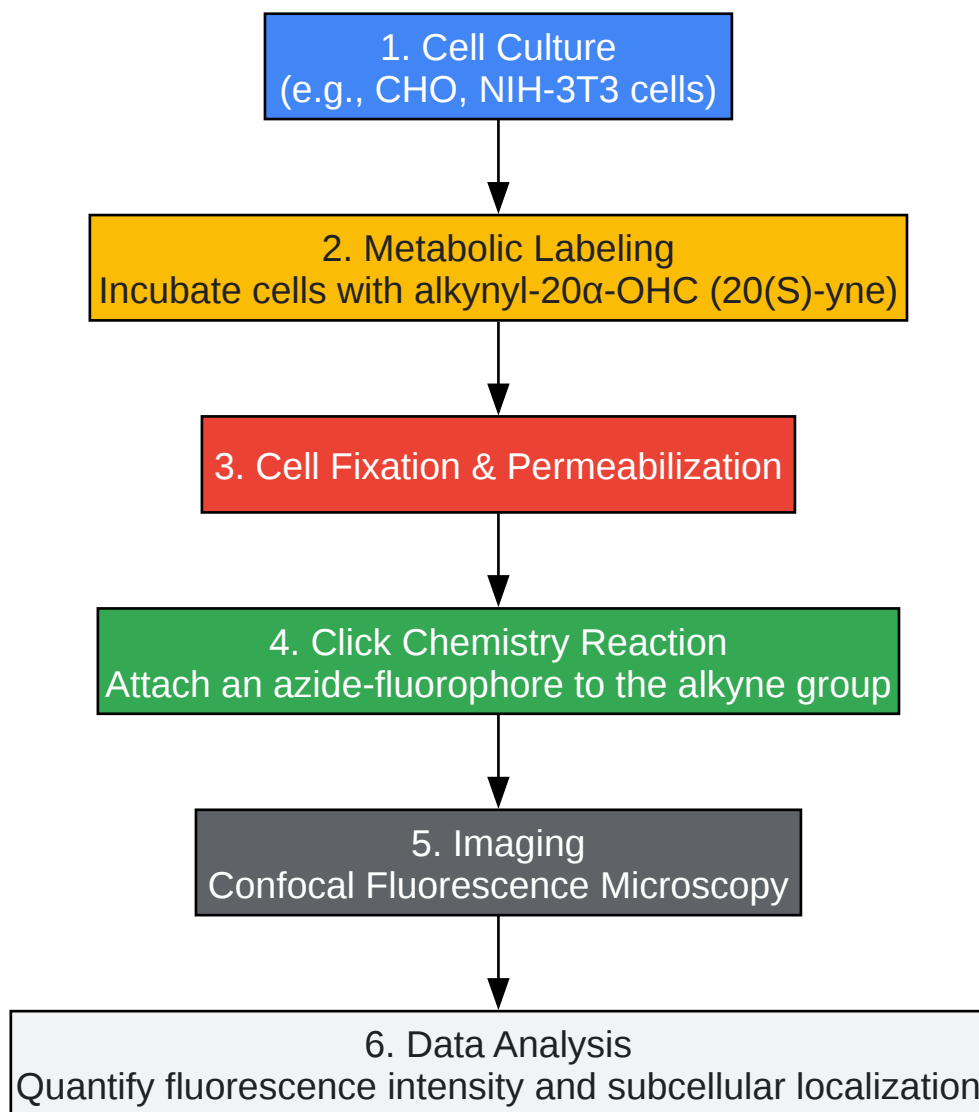 1. Cell Culture
(e.g., CHO, NIH-3T3 cells)
2. Metabolic Labeling
Incubate cells with alkynyl-20α-OHC (20(S)-yne)
3. Cell Fixation & Permeabilization
4. Click Chemistry Reaction
Attach an azide-fluorophore to the alkyne group
5. Imaging
Confocal Fluorescence Microscopy
6. Data Analysis
Quantify fluorescence intensity and subcellular localization